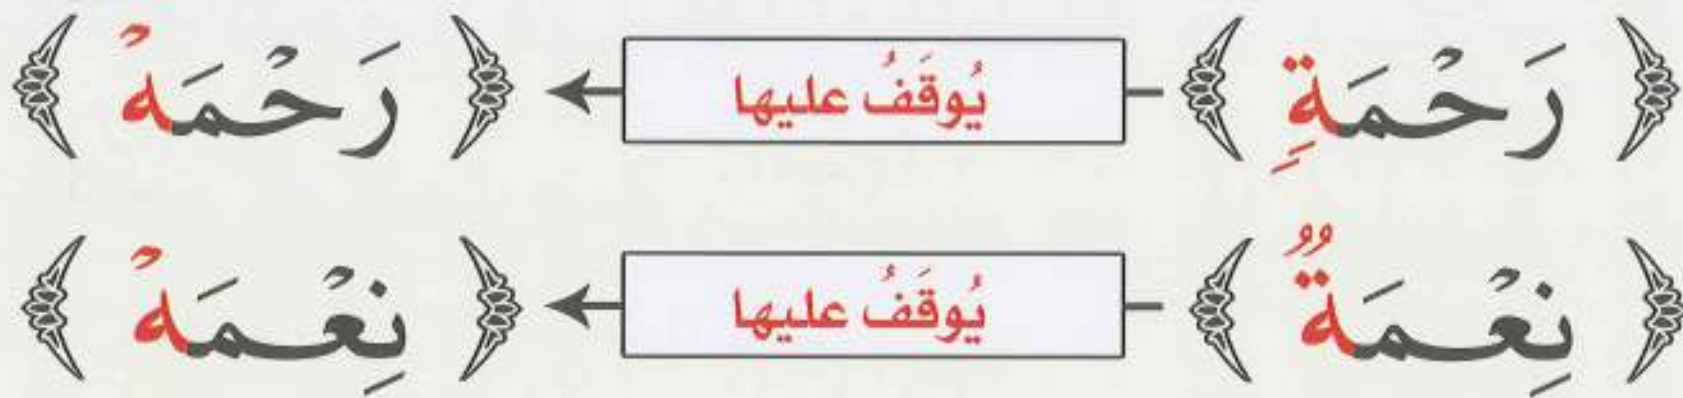 ﴿ رَحْمَةٍ ﴾ يُوقَفُ عليها ﴿ رَحْمَهْ ﴾
﴿ نِعْمَةٌ ﴾ يُوقَفُ عليها ﴿ نِعْمَهْ ﴾